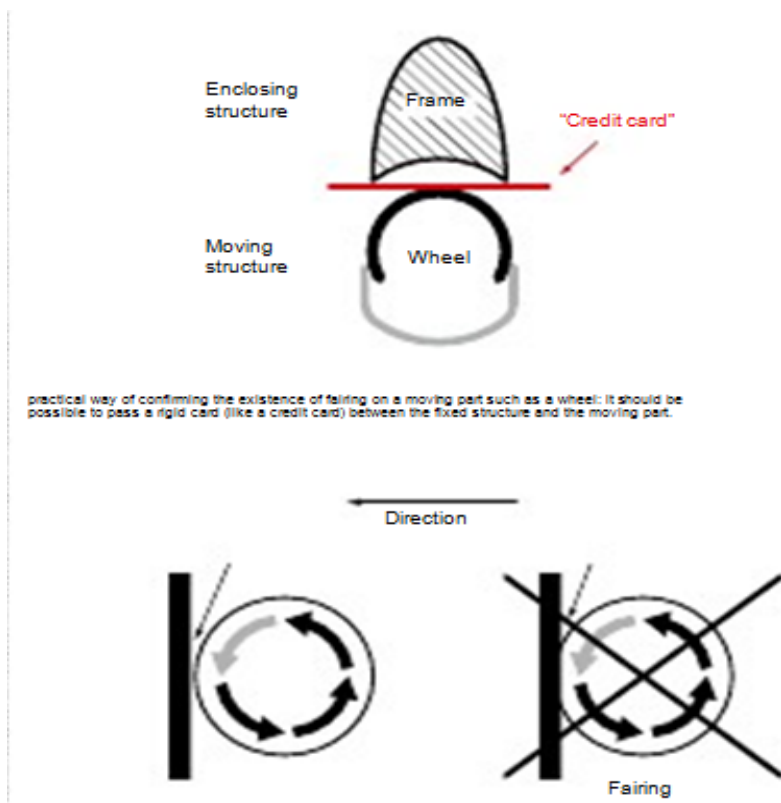 Enclosing
structure
Frame
"Credit card"
Moving
structure
Wheel
practical way of confirming the existence of fairing on a moving part such as a wheel: it should be
possible to pass a rigid card (like a credit card) between the fixed structure and the moving part.
Direction
Fairing